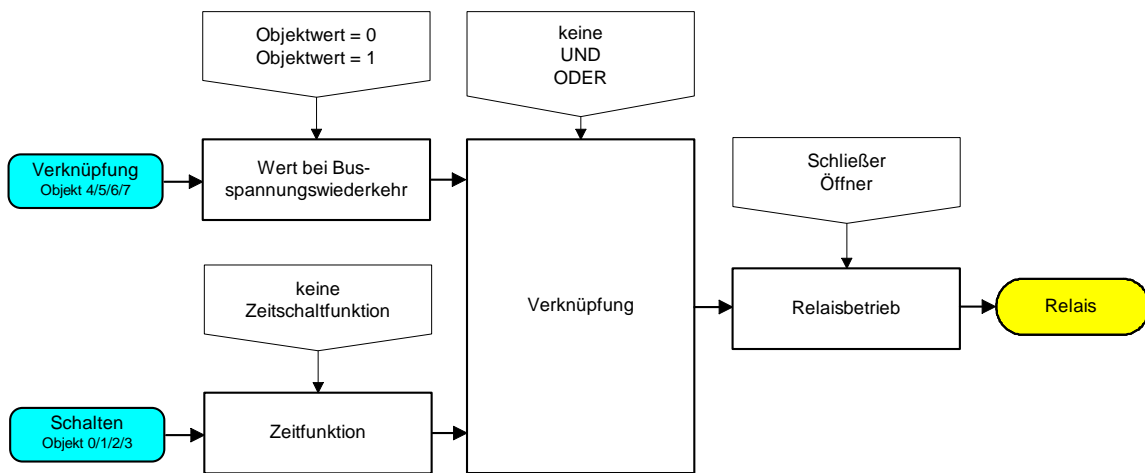 Objektwert = 0
Objektwert = 1
keine
UND
ODER
Verknüpfung
Objekt 4/5/6/7
Wert bei Bus-
spannungswiederkehr
Schließer
Öffner
keine
Zeitschaltfunktion
Verknüpfung
Relaisbetrieb
Relais
Schalten
Objekt 0/1/2/3
Zeitfunktion